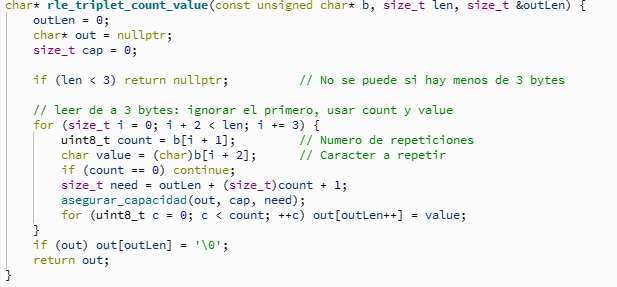 char* rle_triplet_count_value(const unsigned char* b, size_t len, size_t &outLen) {
    outLen = 0;
    char* out = nullptr;
    size_t cap = 0;

    if (len < 3) return nullptr;          // No se puede si hay menos de 3 bytes

    // leer de a 3 bytes: ignorar el primero, usar count y value
    for (size_t i = 0; i + 2 < len; i += 3) {
        uint8_t count = b[i + 1];         // Numero de repeticiones
        char value = (char)b[i + 2];      // Caracter a repetir
        if (count == 0) continue;
        size_t need = outLen + (size_t)count + 1;
        asegurar_capacidad(out, cap, need);
        for (uint8_t c = 0; c < count; ++c) out[outLen++] = value;
    }
    if (out) out[outLen] = '\0';
    return out;
}